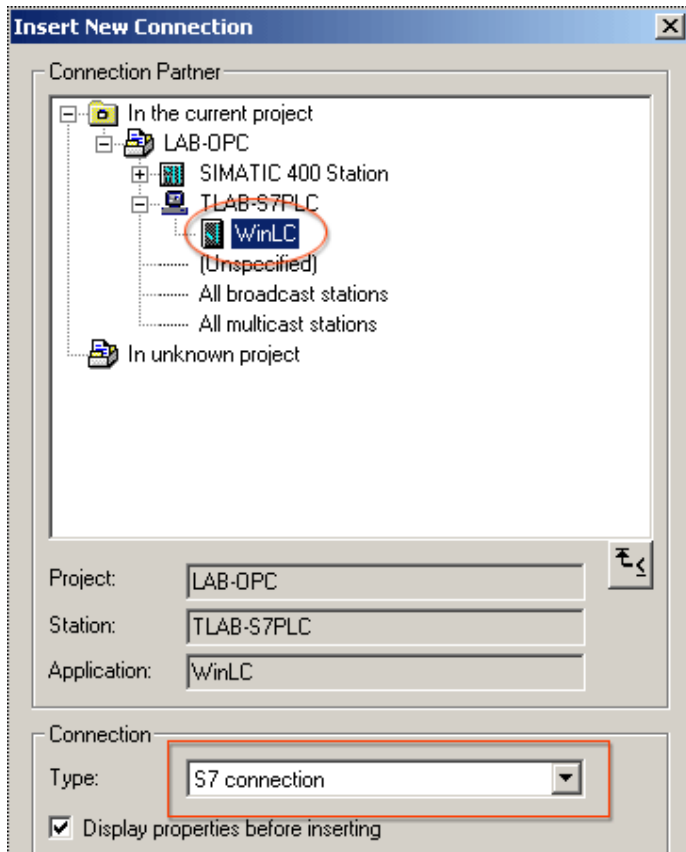 Insert New Connection
Connection Partner
In the current project
LAB-OPC
SIMATIC 400 Station
TLAB-S7PLC
WinLC
(Unspecified)
All broadcast stations
All multicast stations
In unknown project
Project: LAB-OPC
Station: TLAB-S7PLC
Application: WinLC
Connection
Type: S7 connection
Display properties before inserting